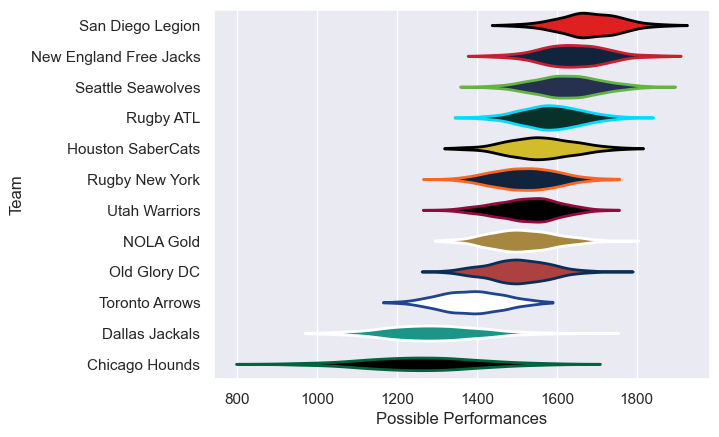 San Diego Legion
New England Free Jacks
Seattle Seawolves
Rugby ATL
Houston SaberCats
Rugby New York
Utah Warriors
NOLA Gold
Old Glory DC
Toronto Arrows
Dallas Jackals
Chicago Hounds
Team
800 1000 1200 1400 1600 1800
Possible Performances